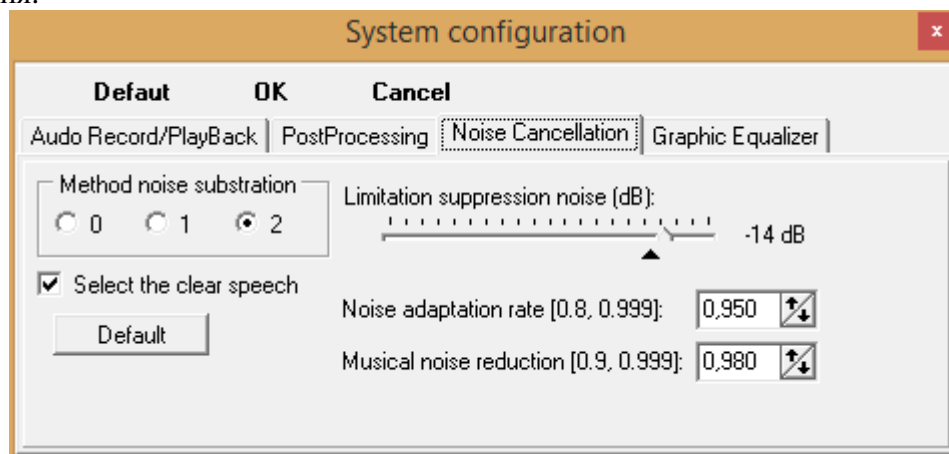 System configuration
x
Defaut OK Cancel
Audo Record/PlayBack PostProcessing Noise Cancellation Graphic Equalizer
Method noise substration
0 1 2
Limitation suppression noise (dB):
-14 dB
Select the clear speech
Default
Noise adaptation rate [0.8, 0.999]: 0,950
Musical noise reduction [0.9, 0.999]: 0,980